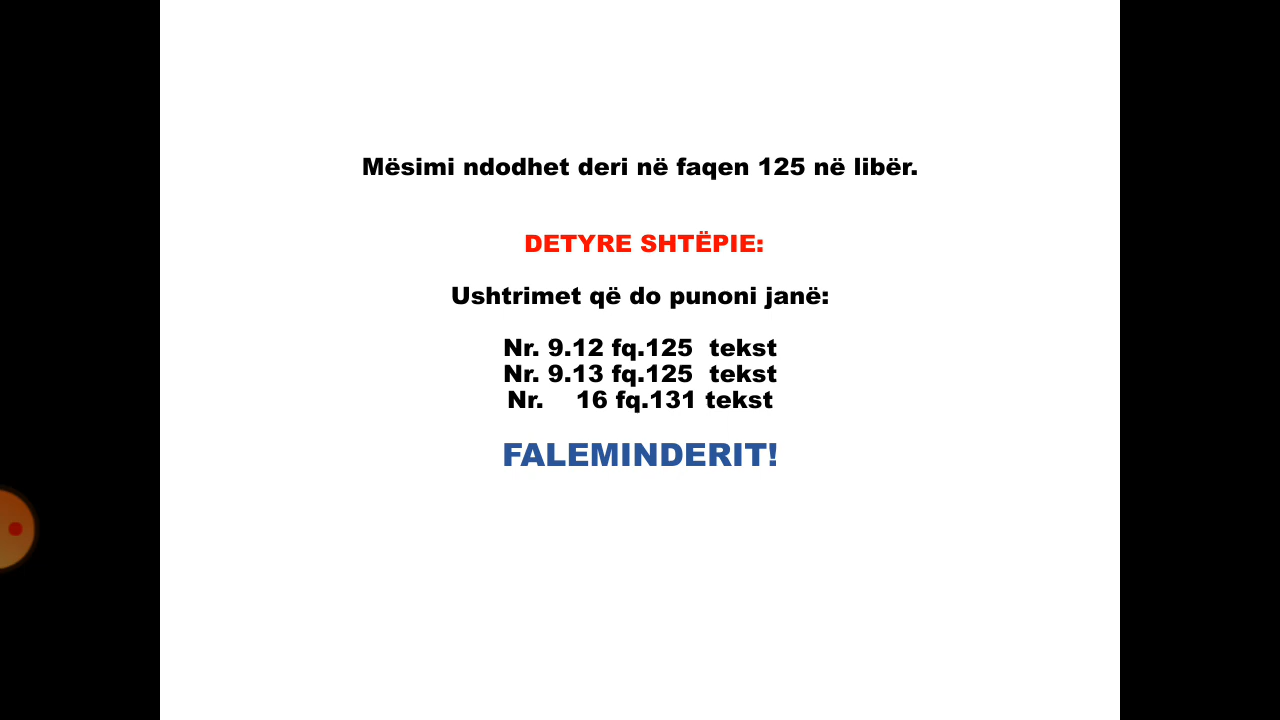 Mësimi ndodhet deri në faqen 125 në libër.
DETYRE SHTËPIE:
Ushtrimet që do punoni janë:
Nr. 9.12 fq.125  tekst
Nr. 9.13 fq.125  tekst
Nr.    16 fq.131 tekst
FALEMINDERIT!